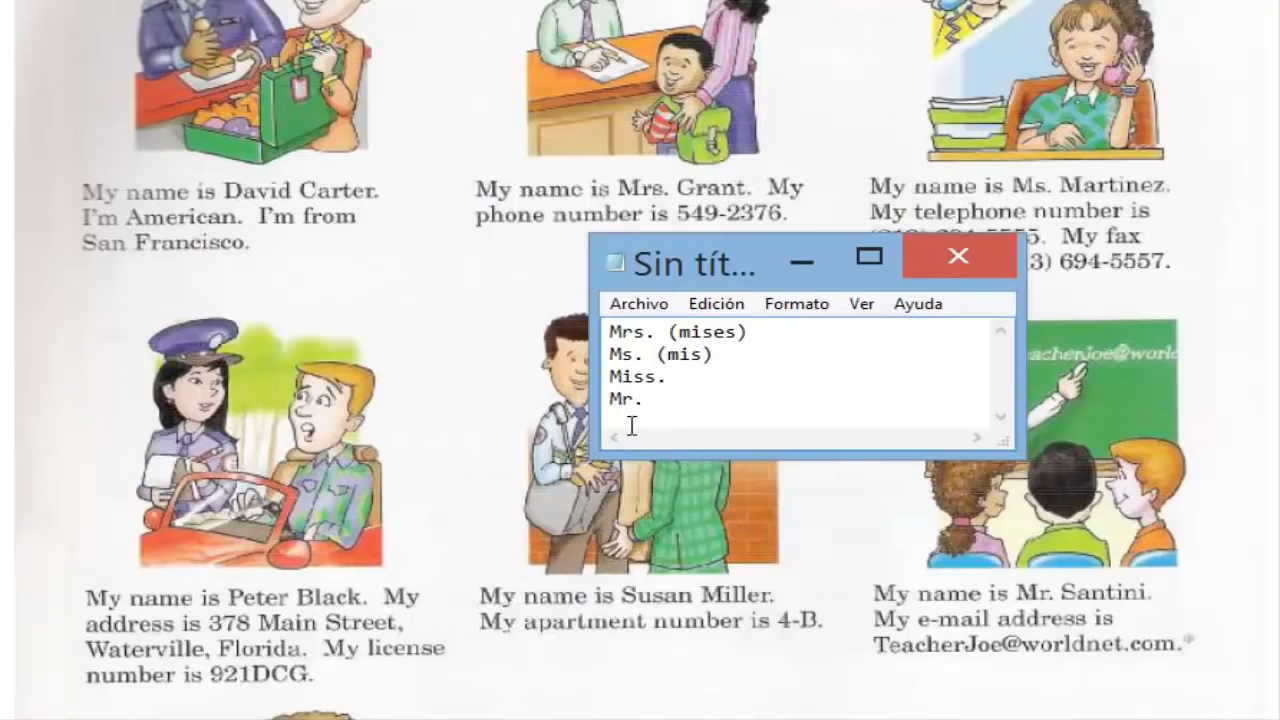 My name is David Carter.
I'm American. I'm from
San Francisco.
My name is Mrs. Grant. My
phone number is 549-2376.
My name is Ms. Martinez.
My telephone number is
5. My fax
3) 694-5557.
Sin tít...
Archivo Edición Formato Ver Ayuda
Mrs. (mises)
Ms. (mis)
Miss.
Mr.
eacherJoe@worl
My name is Peter Black. My
address is 378 Main Street,
Waterville, Florida. My license
number is 921DCG.
My name is Susan Miller.
My apartment number is 4-B.
My name is Mr. Santini.
My e-mail address is
TeacherJoe@worldnet.com.*